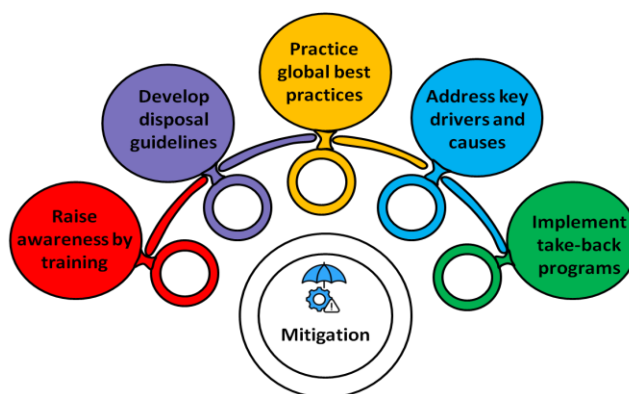 Raise
awareness by
training
Develop
disposal
guidelines
Practice
global best
practices
Address key
drivers and
causes
Implement
take-back
programs
Mitigation